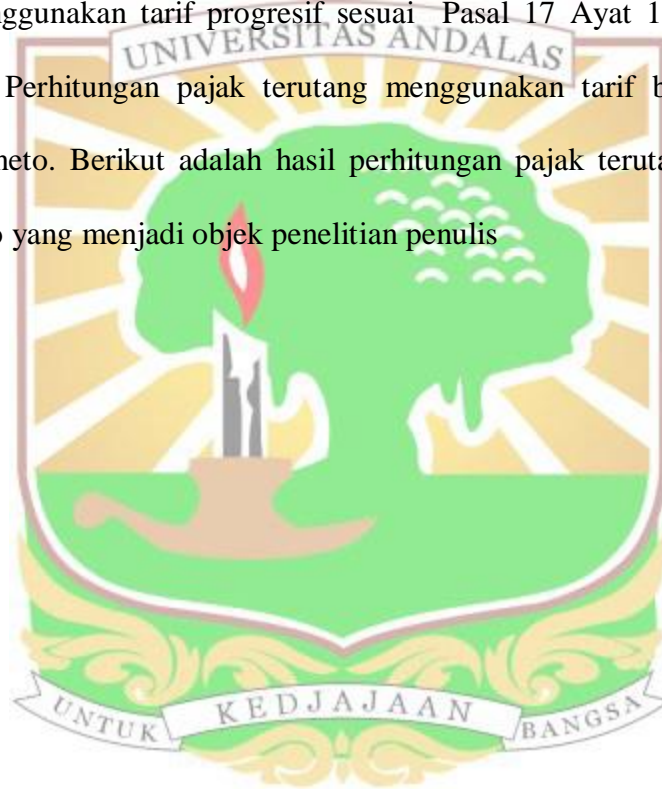 nggunakan tarif progresif sesuai Pasal 17 Ayat 1
UNIVERSITAS ANDALAS
Perhitungan pajak terutang menggunakan tarif b
neto. Berikut adalah hasil perhitungan pajak teruta
yang menjadi objek penelitian penulis
UNTUK KEDJAJAAN BANGSA